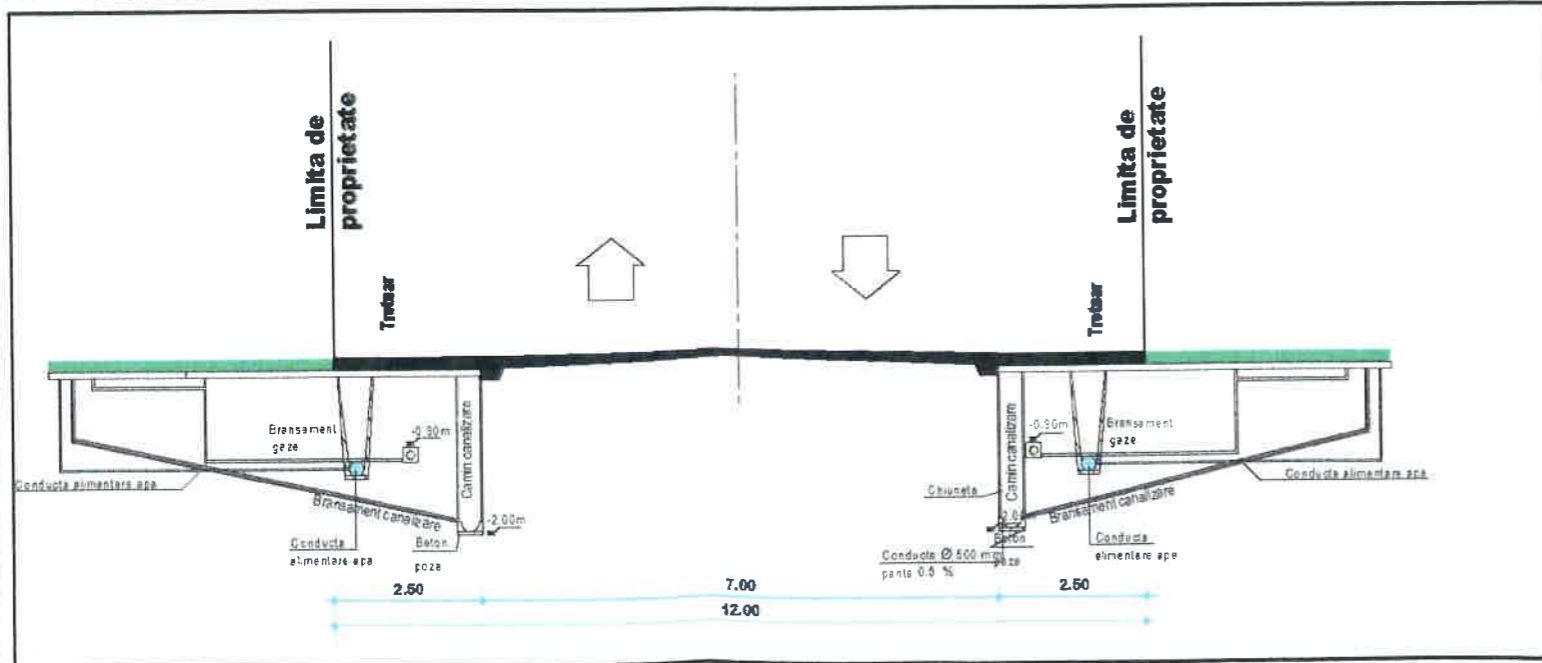 Limita de
proprietate
Limita de
proprietate
Trotuar
Trotuar
Bransament
gaze
-0.90m
Camin canalizare
Conducta alimentare apa
Bransament canalizare
-2.00m
Conducta
alimentare apa
Beton
poza
-0.90m
Bransament
gaze
Camin canalizare
Chiuneta
Conducta alimentare apa
Bransament canalizare
Beton
poza
Conducta Ø 500 mm
panta 0.5 %
Conducta
alimentare apa
2.50
7.00
2.50
12.00